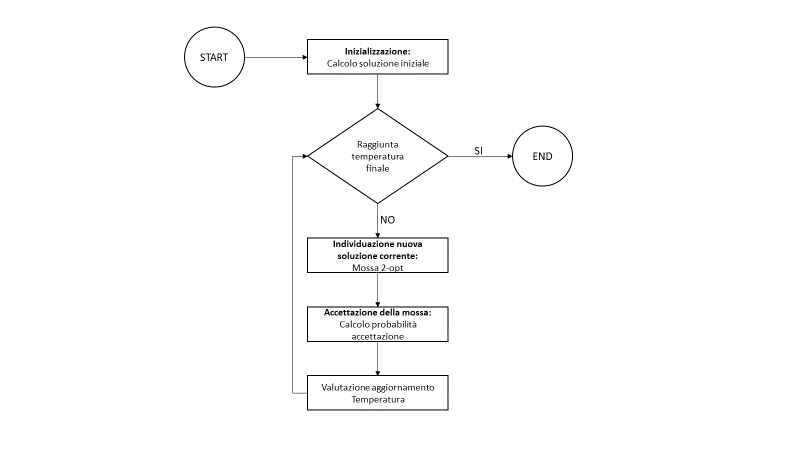 START
Inizializzazione:
Calcolo soluzione iniziale
Raggiunta
temperatura
finale
SI
END
NO
Individuazione nuova
soluzione corrente:
Mossa 2-opt
Accettazione della mossa:
Calcolo probabilità
accettazione
Valutazione aggiornamento
Temperatura